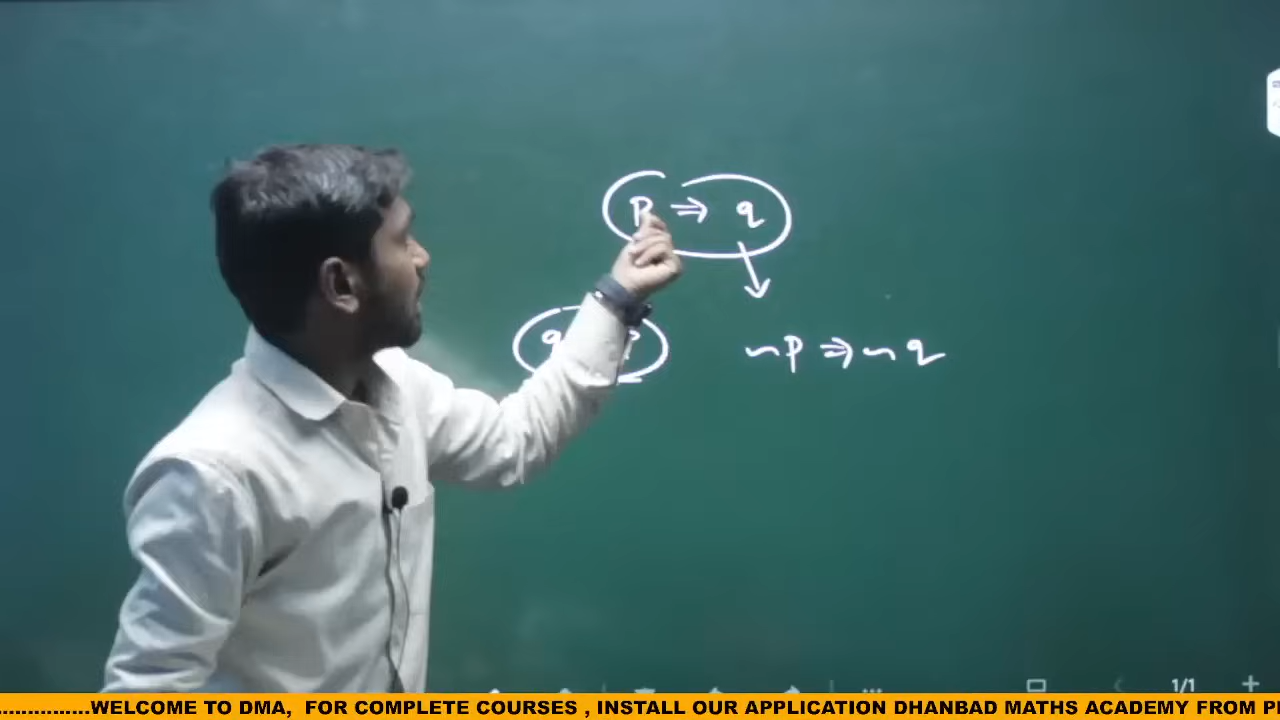 p ⇒ q
q
~p ⇒ ~q
1/1
...............WELCOME TO DMA, FOR COMPLETE COURSES , INSTALL OUR APPLICATION DHANBAD MATHS ACADEMY FROM